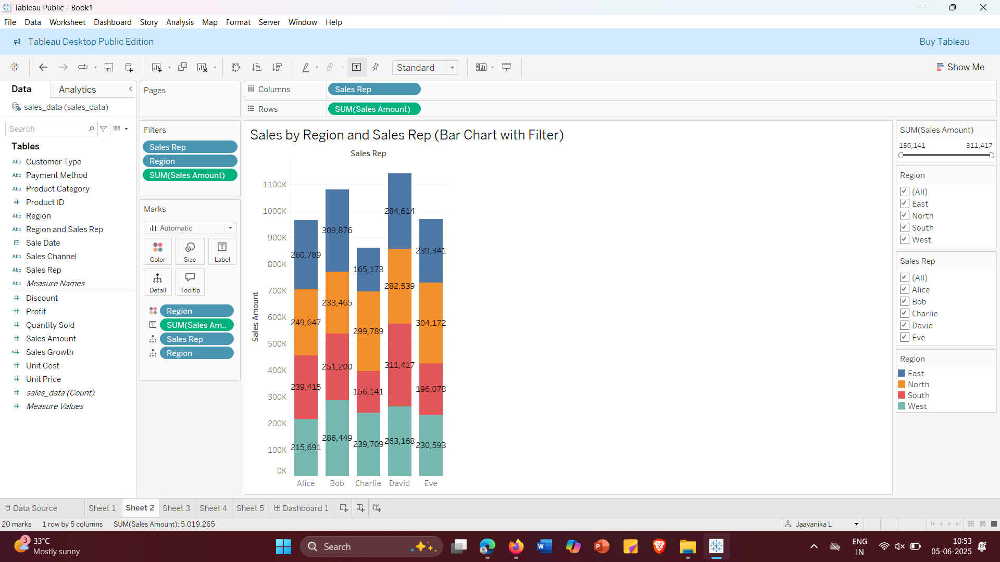 Tableau Public - Book1
File Data Worksheet Dashboard Story Analysis Map Format Server Window Help
Tableau Desktop Public Edition
Buy Tableau
Standard
Show Me
Data
Analytics
sales_data (sales_data)
Search
Tables
Abc Customer Type
Abc Payment Method
Abc Product Category
# Product ID
Abc Region
Abc Region and Sales Rep
Sale Date
Abc Sales Channel
Abc Sales Rep
Abc Measure Names
# Discount
=# Profit
# Quantity Sold
# Sales Amount
=# Sales Growth
# Unit Cost
# Unit Price
# sales_data (Count)
# Measure Values
Pages
Filters
Sales Rep
Region
SUM(Sales Amount)
Marks
Automatic
Color
Size
Label
Detail
Tooltip
Region
SUM(Sales Am..
Sales Rep
Region
Columns
Sales Rep
Rows
SUM(Sales Amount)
Sales by Region and Sales Rep (Bar Chart with Filter)
Sales Rep
Sales Amount
1100K
1000K
900K
800K
700K
600K
500K
400K
300K
200K
100K
0K
260,789
249,647
239,415
215,691
309,876
233,465
251,200
286,449
165,173
299,789
156,141
239,709
284,614
282,539
311,417
263,168
239,341
304,172
196,078
230,593
Alice
Bob
Charlie
David
Eve
SUM(Sales Amount)
156,141
311,417
Region
(All)
East
North
South
West
Sales Rep
(All)
Alice
Bob
Charlie
David
Eve
Region
East
North
South
West
Data Source
Sheet 1
Sheet 2
Sheet 3
Sheet 4
Sheet 5
Dashboard 1
20 marks
1 row by 5 columns
SUM(Sales Amount): 5,019,265
Jaavanika L
3
33°C
Mostly sunny
Search
ENG
IN
10:53
05-06-2025